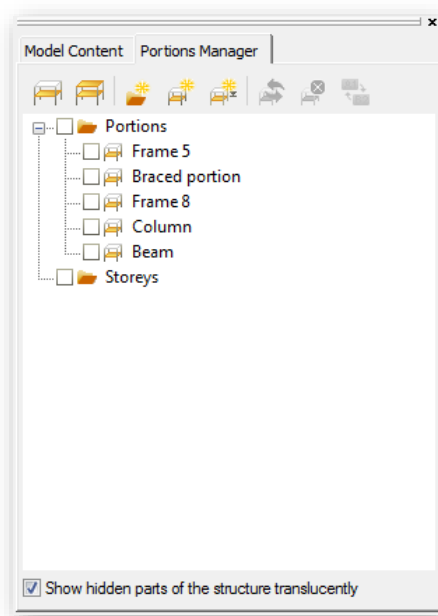 Model Content Portions Manager
Portions
Frame 5
Braced portion
Frame 8
Column
Beam
Storeys
Show hidden parts of the structure translucently